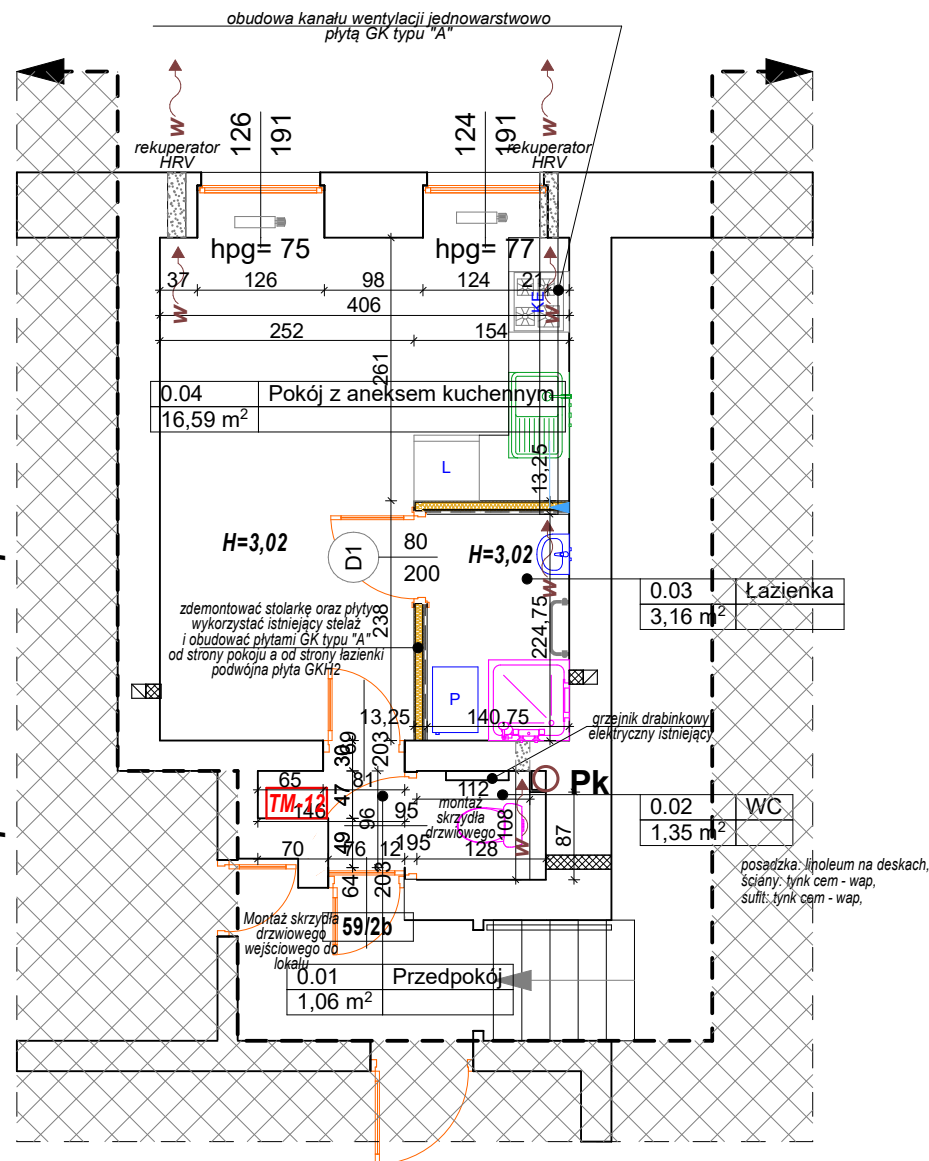 obudowa kanału wentylacji jednowarstwowo
płytą GK typu "A"
W
W
126
191
124
191
rekuperator
HRV
rekuperator
HRV
hpg= 75
hpg= 77
37
126
98
124
21
W
W
KE
406
252
154
261
0.04
Pokój z aneksem kuchennym
16,59 m²
L
13,25
H=3,02
D1
80
200
H=3,02
W
0.03
Łazienka
3,16 m²
zdemontować stolarkę oraz płyty
wykorzystać istniejący stelaż
i obudować płytami GK typu "A"
od strony pokoju a od strony łazienki
podwójna płyta GKH2
238
224,75
P
13,25
140,75
grzejnik drabinkowy
elektryczny istniejący
203
65
81
112
Pk
TM-12
47
96
146
95
montaż
skrzydła
drzwiowego
108
W
87
0.02
WC
1,35 m²
70
49
76
12
195
128
64
203
posadzka: linoleum na deskach,
ściany: tynk cem - wap,
sufit: tynk cem - wap,
Montaż skrzydła
drzwiowego
wejściowego do
lokalu
59/2b
0.01
Przedpokój
1,06 m²